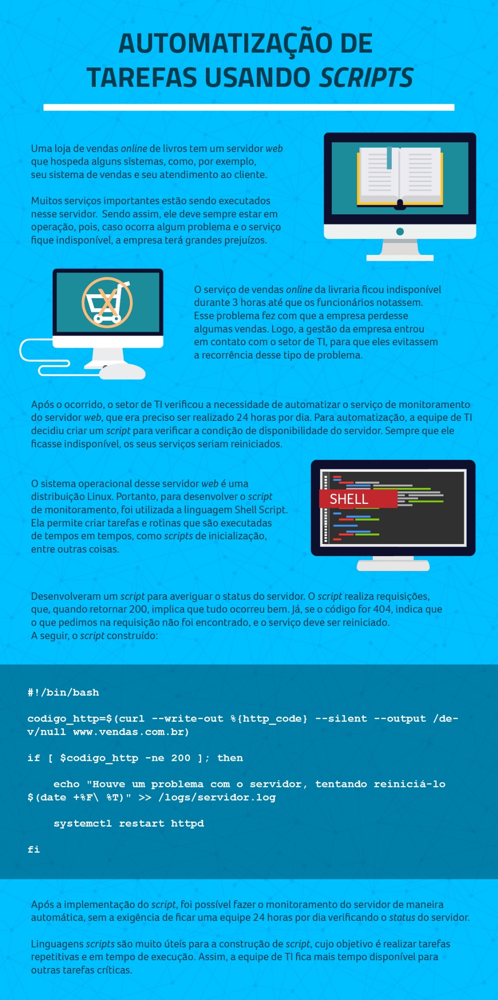 AUTOMATIZAÇÃO DE
TAREFAS USANDO SCRIPTS
Uma loja de vendas online de livros tem um servidor web
que hospeda alguns sistemas, como, por exemplo,
seu sistema de vendas e seu atendimento ao cliente.
Muitos serviços importantes estão sendo executados
nesse servidor.  Sendo assim, ele deve sempre estar em
operação, pois, caso ocorra algum problema e o serviço
fique indisponível, a empresa terá grandes prejuízos.
O serviço de vendas online da livraria ficou indisponível
durante 3 horas até que os funcionários notassem.
Esse problema fez com que a empresa perdesse
algumas vendas. Logo, a gestão da empresa entrou
em contato com o setor de TI, para que eles evitassem
a recorrência desse tipo de problema.
Após o ocorrido, o setor de TI verificou a necessidade de automatizar o serviço de monitoramento
do servidor web, que era preciso ser realizado 24 horas por dia. Para automatização, a equipe de TI
decidiu criar um script para verificar a condição de disponibilidade do servidor. Sempre que ele
ficasse indisponível, os seus serviços seriam reiniciados.
O sistema operacional desse servidor web é uma
distribuição Linux. Portanto, para desenvolver o script
de monitoramento, foi utilizada a linguagem Shell Script.
Ela permite criar tarefas e rotinas que são executadas
de tempos em tempos, como scripts de inicialização,
entre outras coisas.
SHELL
Desenvolveram um script para averiguar o status do servidor. O script realiza requisições,
que, quando retornar 200, implica que tudo ocorreu bem. Já, se o código for 404, indica que
o que pedimos na requisição não foi encontrado, e o serviço deve ser reiniciado.
A seguir, o script construído:
#!/bin/bash
codigo_http=$(curl --write-out %{http_code} --silent --output /de-
v/null www.vendas.com.br)
if [ $codigo_http -ne 200 ]; then
echo "Houve um problema com o servidor, tentando reiniciá-lo
$(date +%F\ %T)" >> /logs/servidor.log
systemctl restart httpd
fi
Após a implementação do script, foi possível fazer o monitoramento do servidor de maneira
automática, sem a exigência de ficar uma equipe 24 horas por dia verificando o status do servidor.
Linguagens scripts são muito úteis para a construção de script, cujo objetivo é realizar tarefas
repetitivas e em tempo de execução. Assim, a equipe de TI fica mais tempo disponível para
outras tarefas críticas.